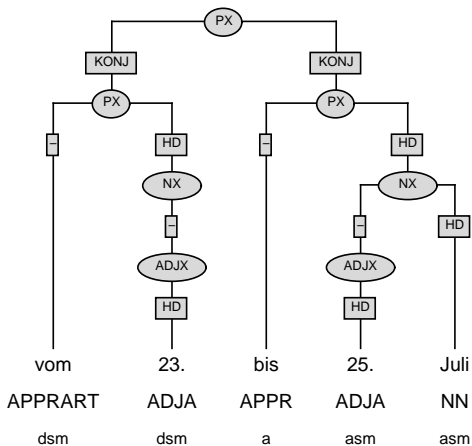 PX
KONJ KONJ
PX PX
– HD – HD
NX NX
– – HD
ADJX ADJX
HD HD
vom 23. bis 25. Juli
APPRART ADJA APPR ADJA NN
dsm dsm a asm asm